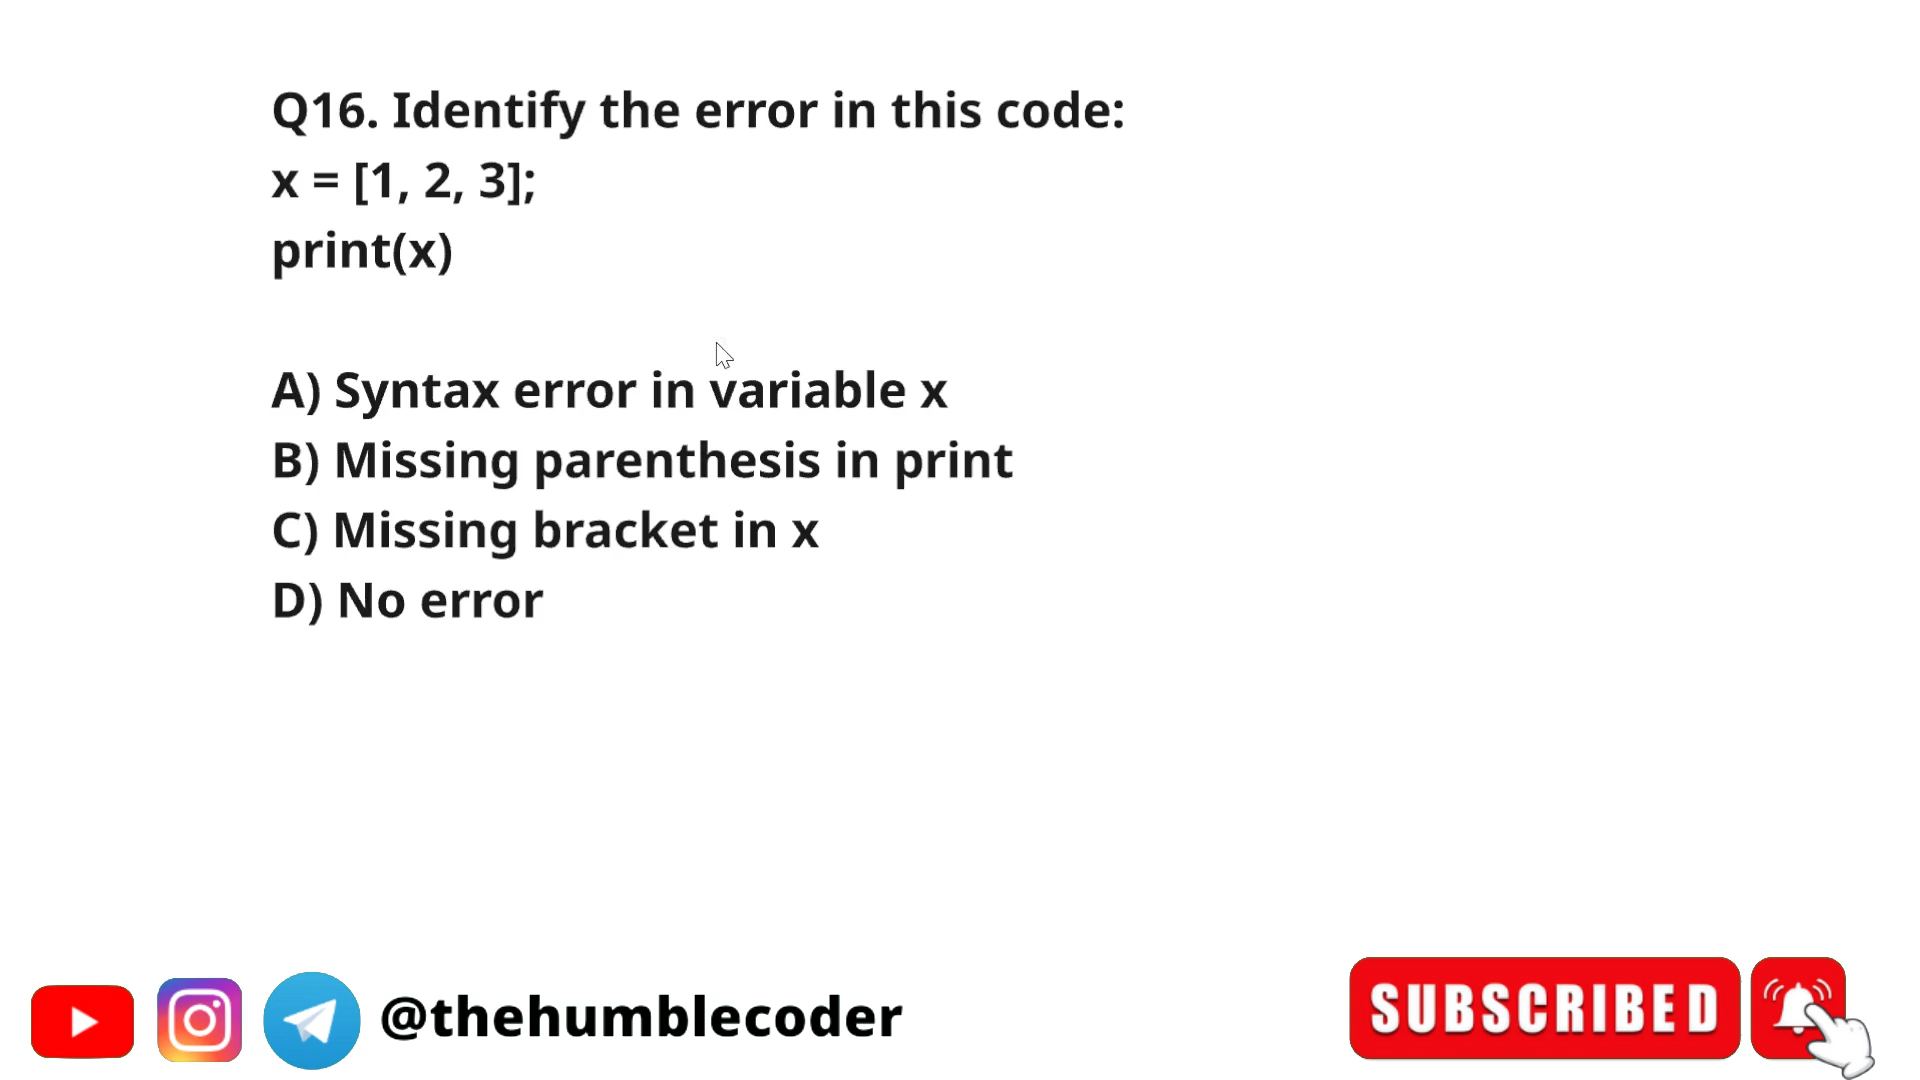 Q16. Identify the error in this code:
x = [1, 2, 3];
print(x)
A) Syntax error in variable x
B) Missing parenthesis in print
C) Missing bracket in x
D) No error
@thehumblecoder
SUBSCRIBED